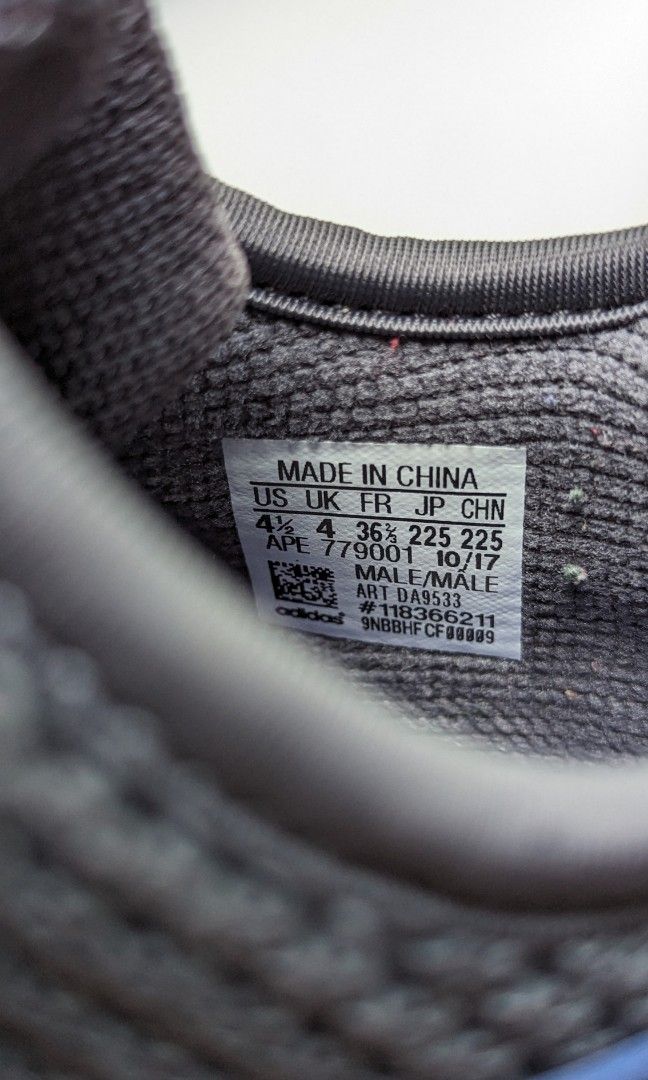 MADE IN CHINA
US UK FR JP CHN
4½ 4 36⅔ 225 225
APE 779001 10/17
MALE/MÂLE
ART DA9533
#118366211
adidas
9NBBHFCF00009